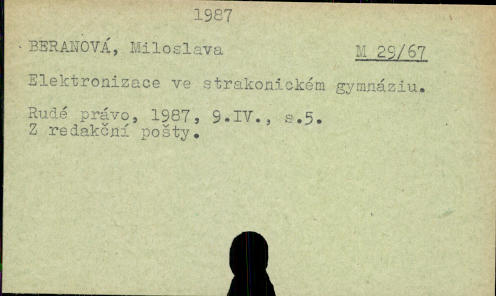 1987
BERANOVÁ, Miloslava M 29/67
Elektronizace ve strakonickém gymnáziu.
Rudé právo, 1987, 9.IV., s.5.
Z redakční pošty.